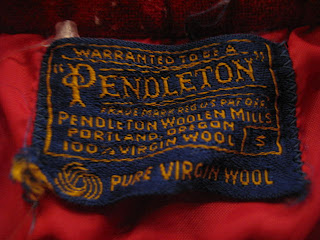 WARRANTED TO BE A
"PENDLETON"
TRADE MARK REG US PAT OFF
PENDLETON WOOLEN MILLS
PORTLAND, OREGON
100% VIRGIN WOOL S
PURE VIRGIN WOOL